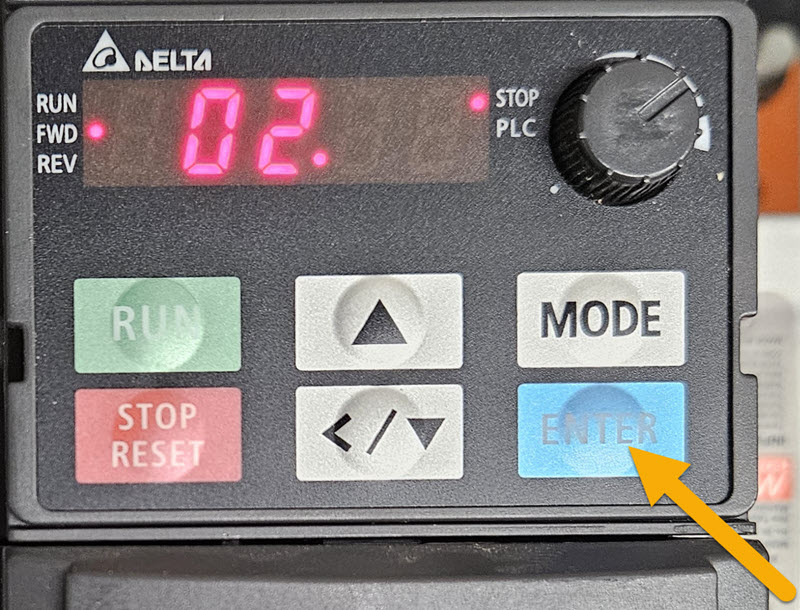 DELTA
RUN
FWD
REV
02.
STOP
PLC
RUN
MODE
STOP
RESET
</▼
ENTER